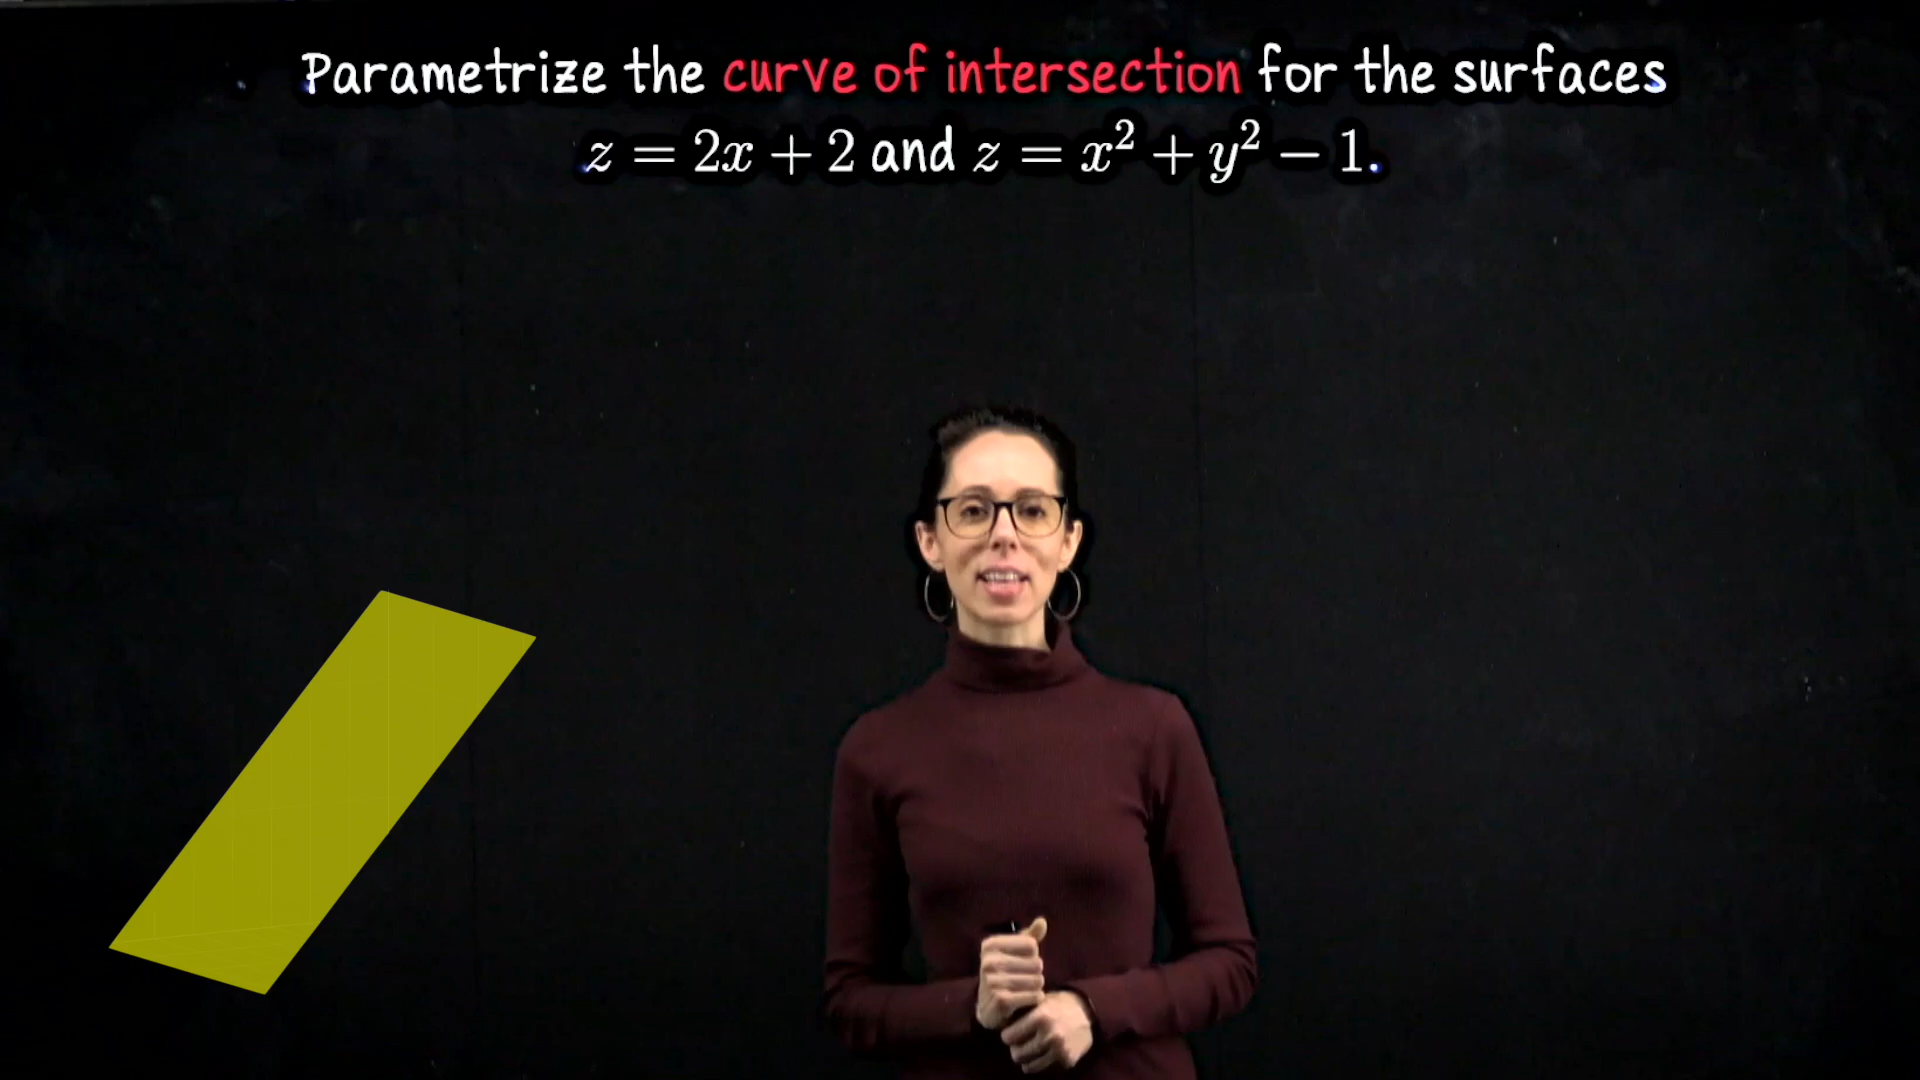 Parametrize the curve of intersection for the surfaces
z = 2x + 2 and z = x² + y² − 1.